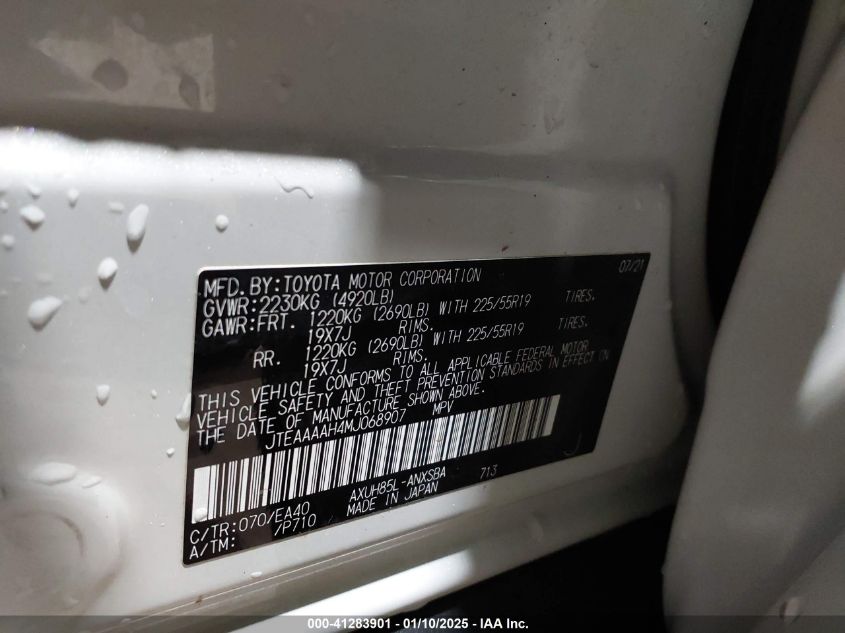 07/21
MFD.BY:TOYOTA MOTOR CORPORATION
GVWR:2230KG (4920LB)
GAWR:FRT. 1220KG (2690LB) WITH 225/55R19 TIRES.
19X7J RIMS.
RR. 1220KG (2690LB) WITH 225/55R19 TIRES.
19X7J RIMS.
THIS VEHICLE CONFORMS TO ALL APPLICABLE FEDERAL MOTOR
VEHICLE SAFETY AND THEFT PREVENTION STANDARDS IN EFFECT ON
THE DATE OF MANUFACTURE SHOWN ABOVE.
JTEAAAAH4MJ068907 MPV
C/TR:070/EA40 AXUH85L-ANXSBA 713
A/TM: /P710 MADE IN JAPAN
J
000-41283901 - 01/10/2025 - IAA Inc.